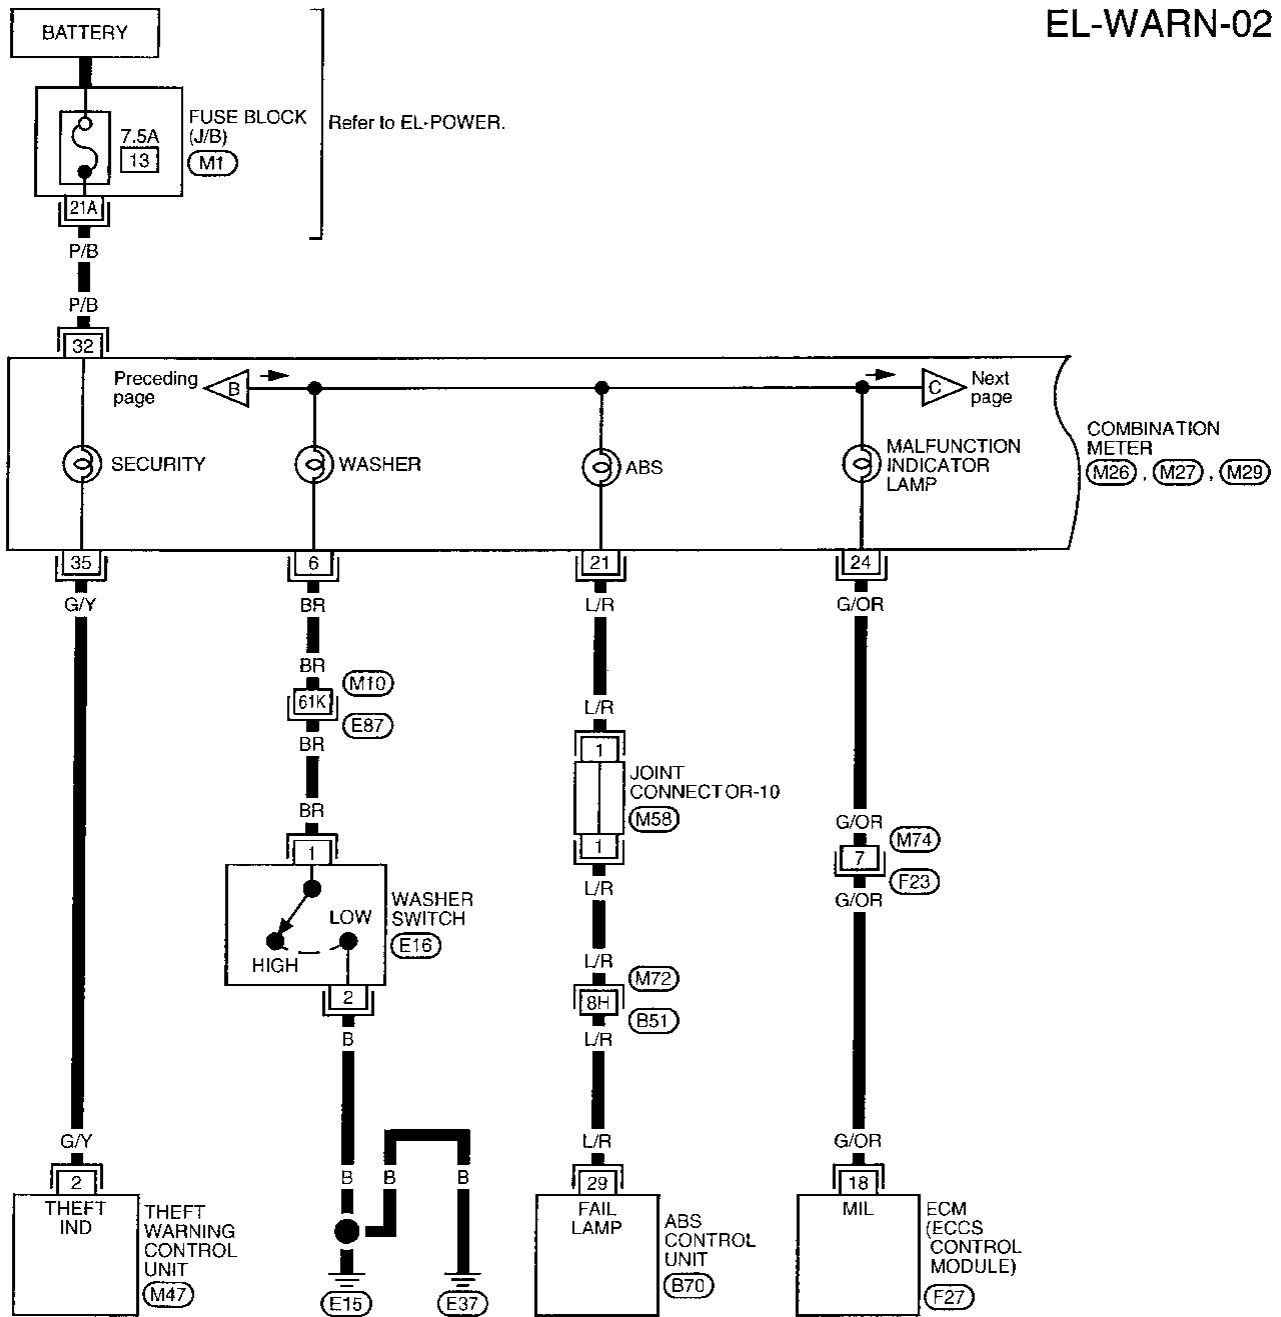 EL-WARN-02
BATTERY
FUSE BLOCK
(J/B)
M1
7.5A
13
Refer to EL-POWER.
21A
P/B
P/B
32
Preceding
page
B
C
Next
page
SECURITY
WASHER
ABS
MALFUNCTION
INDICATOR
LAMP
COMBINATION
METER
M26 , M27 , M29
35
6
21
24
G/Y
BR
L/R
G/OR
BR
M10
61K
E87
BR
BR
L/R
1
JOINT
CONNECTOR-10
M58
1
L/R
G/OR
M74
7
F23
G/OR
1
WASHER
SWITCH
E16
LOW
HIGH
2
B
L/R
M72
8H
B51
L/R
G/Y
B
B
B
L/R
G/OR
2
THEFT
IND
THEFT
WARNING
CONTROL
UNIT
M47
E15
E37
29
FAIL
LAMP
ABS
CONTROL
UNIT
B70
18
MIL
ECM
(ECCS
CONTROL
MODULE)
F27